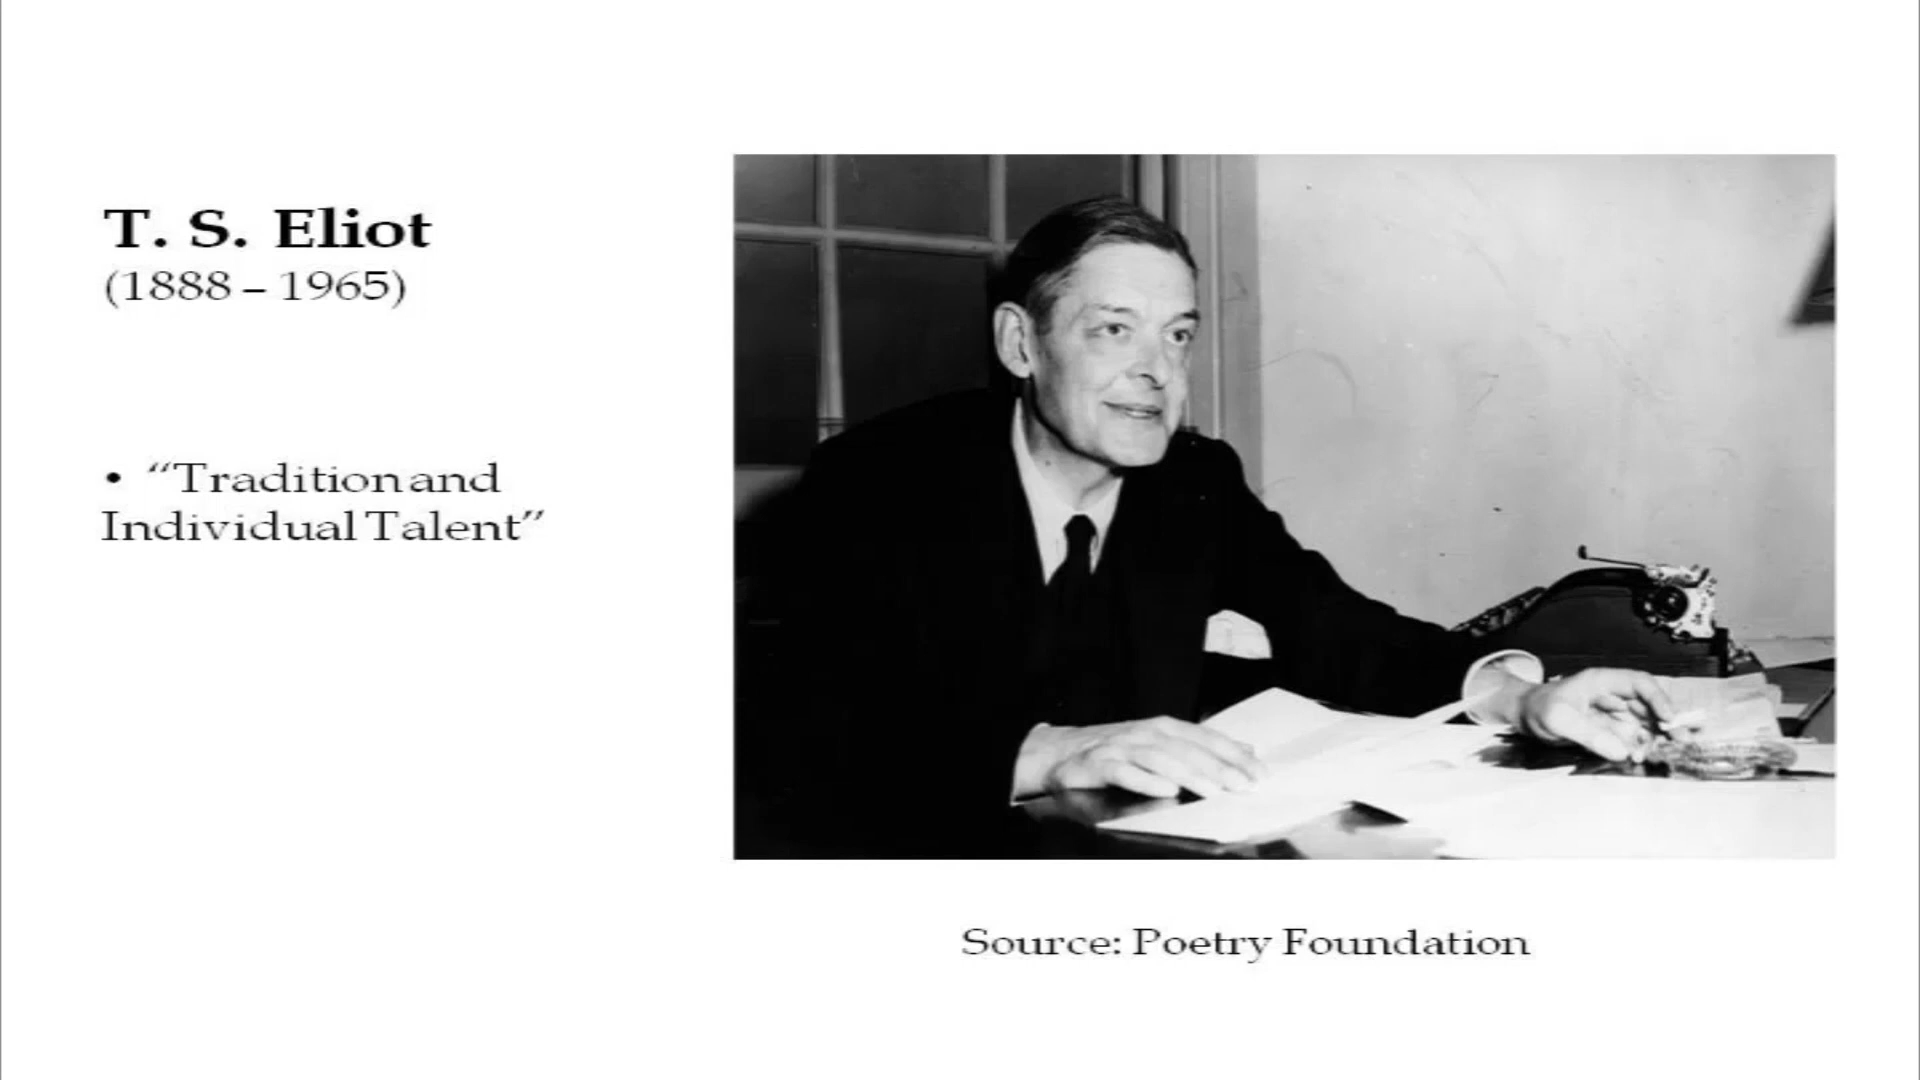 T. S. Eliot
(1888 – 1965)
• “Tradition and
Individual Talent”
Source: Poetry Foundation